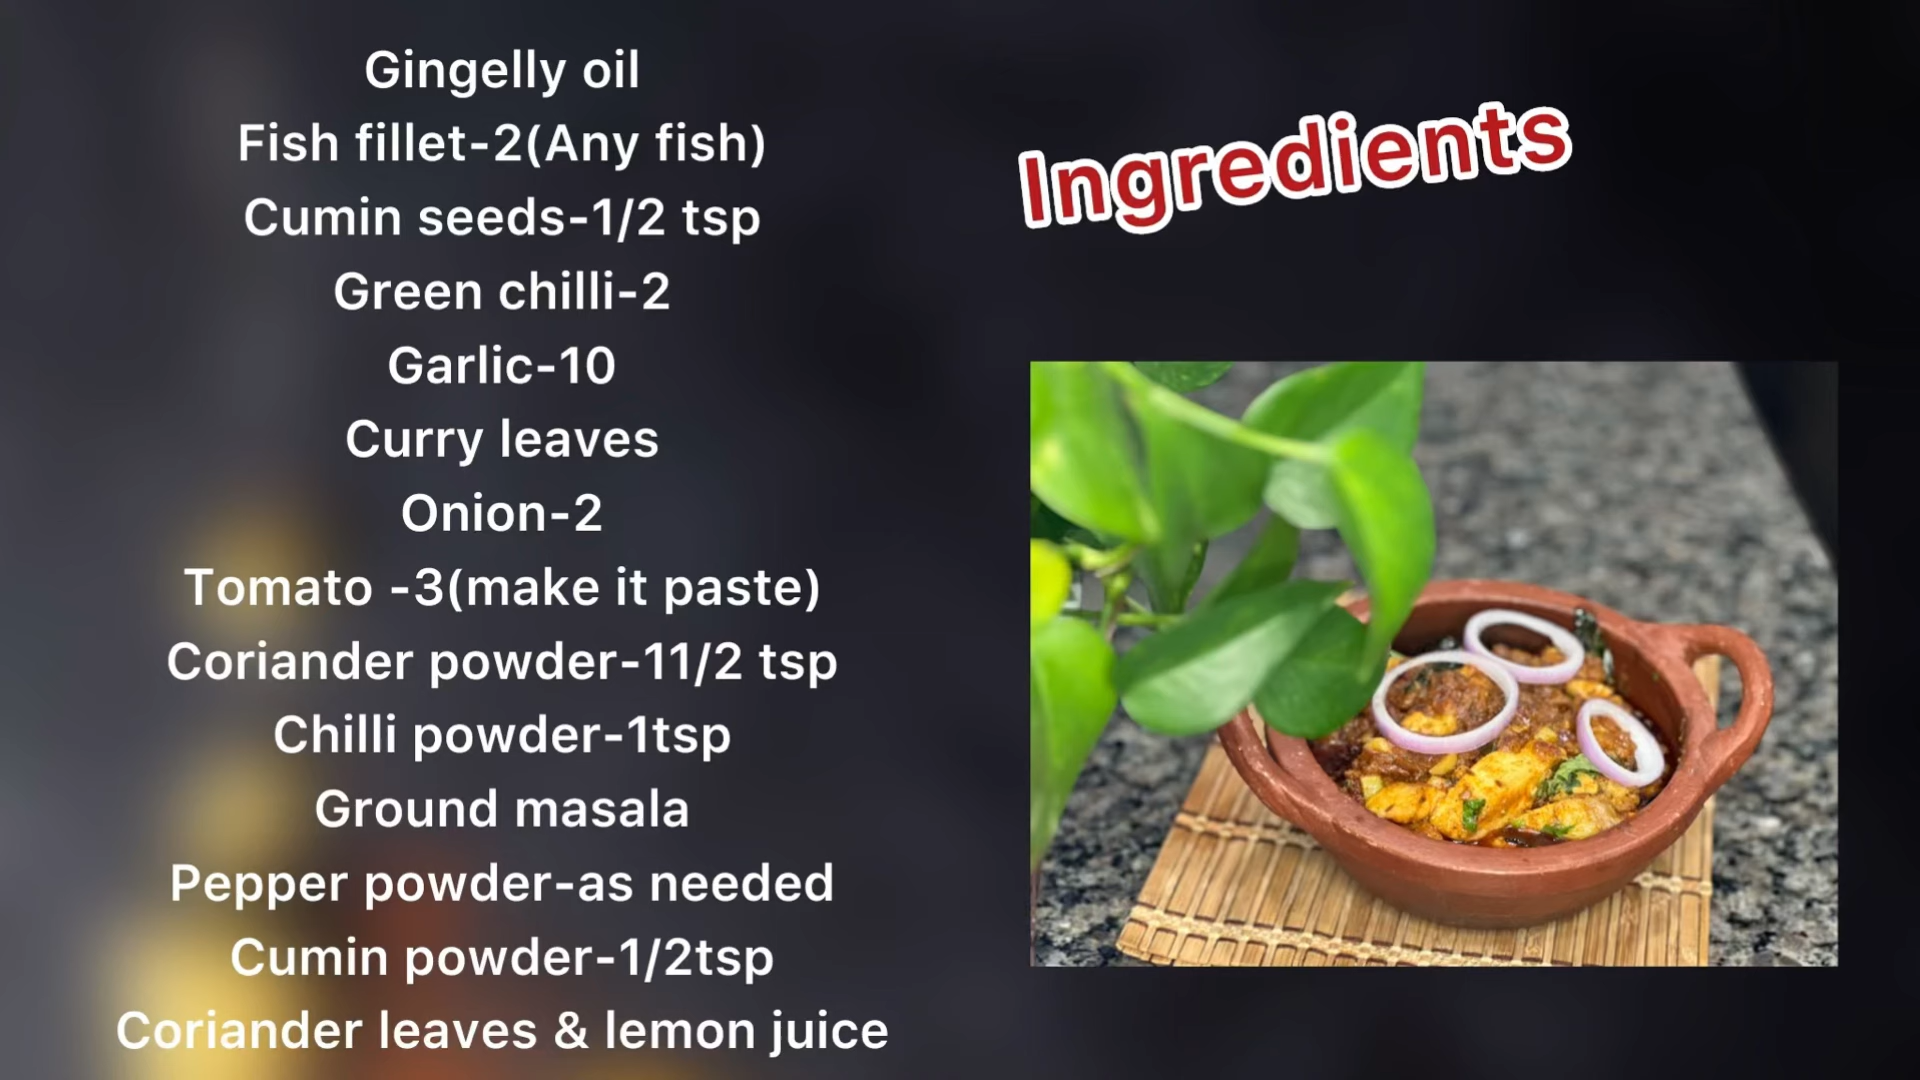 Gingelly oil
Fish fillet-2(Any fish)
Cumin seeds-1/2 tsp
Green chilli-2
Garlic-10
Curry leaves
Onion-2
Tomato -3(make it paste)
Coriander powder-11/2 tsp
Chilli powder-1tsp
Ground masala
Pepper powder-as needed
Cumin powder-1/2tsp
Coriander leaves & lemon juice
Ingredients